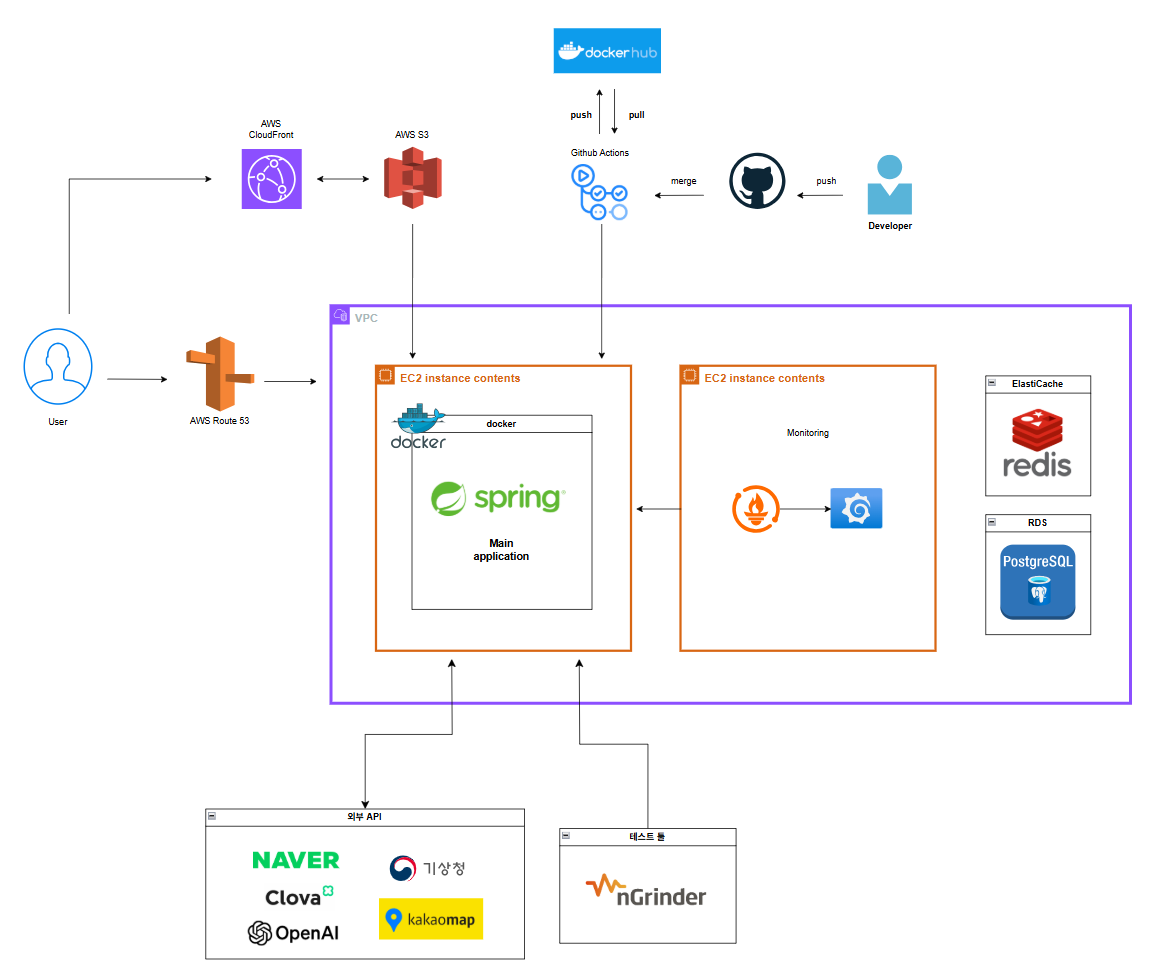 docker hub
push
pull
AWS
CloudFront
AWS S3
Github Actions
merge
push
Developer
VPC
User
AWS Route 53
EC2 instance contents
EC2 instance contents
docker
docker
spring
Main
application
Monitoring
ElastiCache
redis
RDS
PostgreSQL
외부 API
NAVER
Clova
OpenAI
기상청
kakaomap
테스트 툴
nGrinder